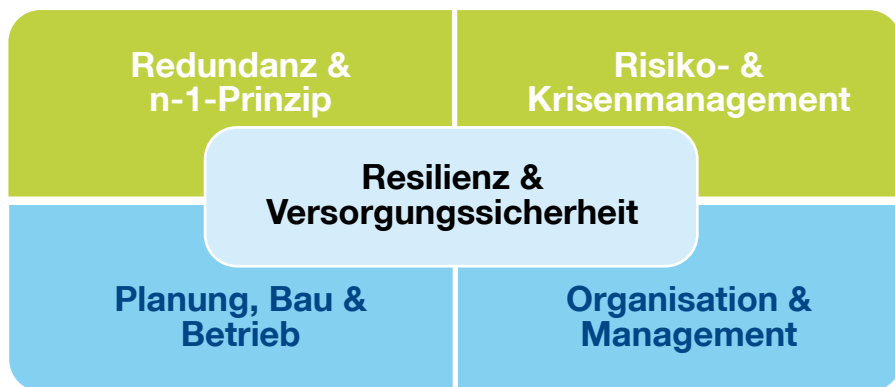 Redundanz &
n-1-Prinzip
Risiko- &
Krisenmanagement
Resilienz &
Versorgungssicherheit
Planung, Bau &
Betrieb
Organisation &
Management